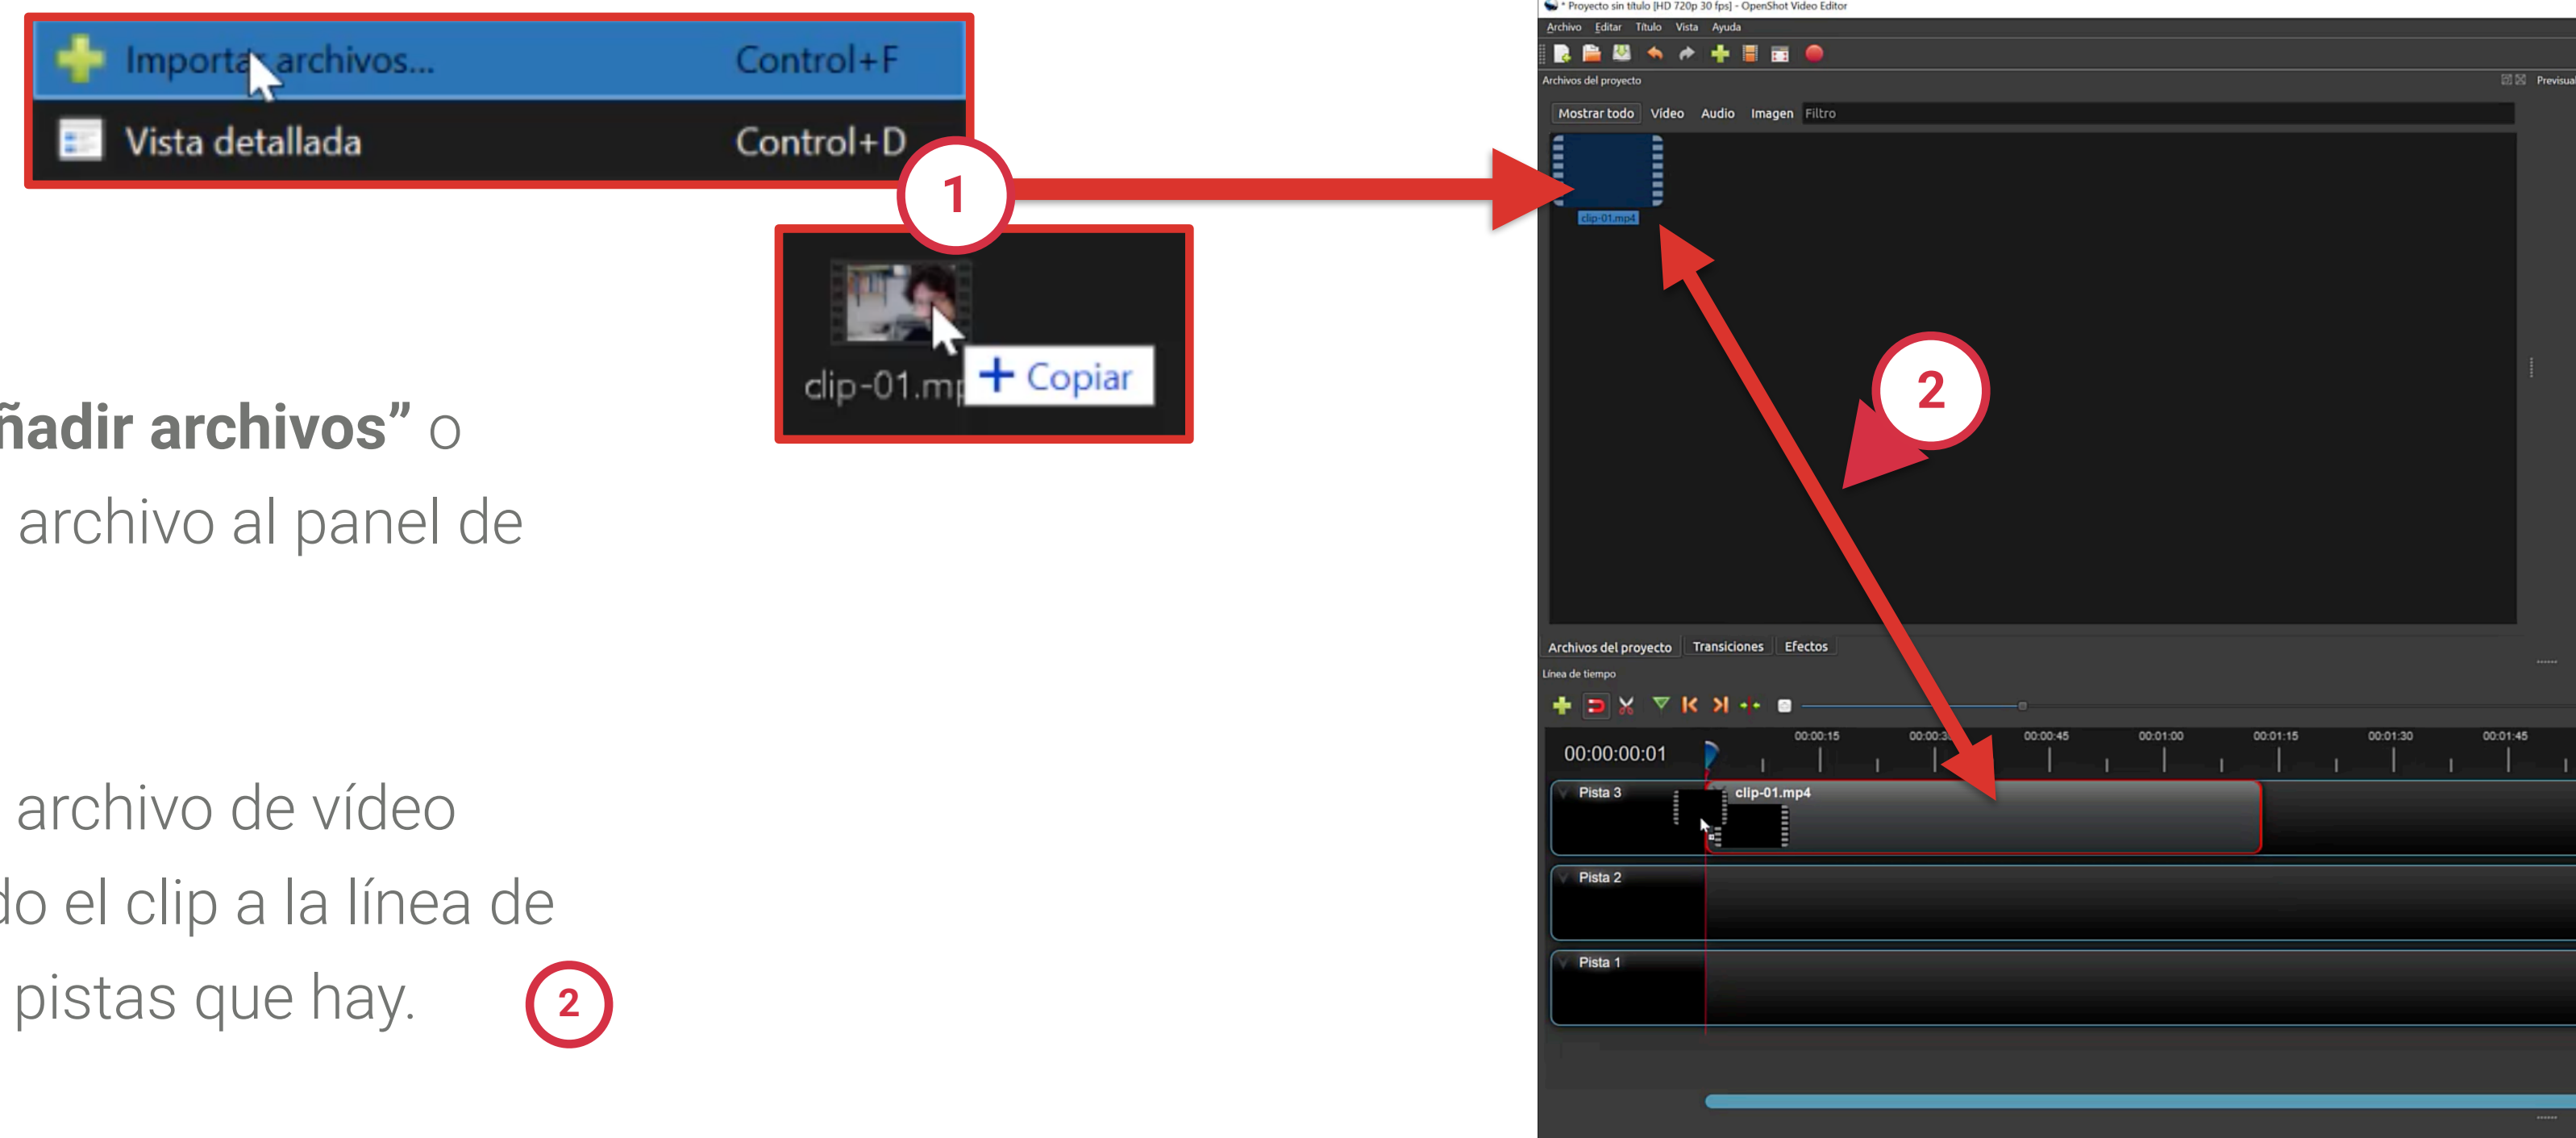 Importar archivos... Control+F
Vista detallada Control+D
1
clip-01.mp
+ Copiar
ñadir archivos” o
archivo al panel de
archivo de vídeo
do el clip a la línea de
pistas que hay.
2
* Proyecto sin título [HD 720p 30 fps] - OpenShot Video Editor
Archivo Editar Título Vista Ayuda
Archivos del proyecto
Previsual
Mostrar todo Vídeo Audio Imagen Filtro
clip-01.mp4
2
Archivos del proyecto Transiciones Efectos
Línea de tiempo
00:00:00:01
00:00:15 00:00:3 00:00:45 00:01:00 00:01:15 00:01:30 00:01:45
Pista 3
clip-01.mp4
Pista 2
Pista 1